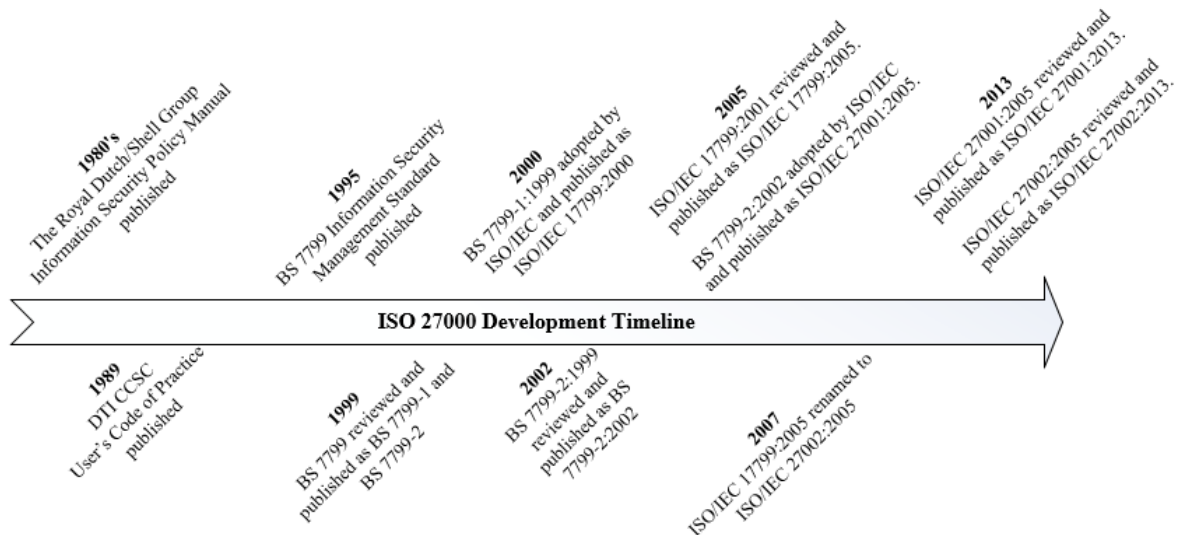 1980's
The Royal Dutch/Shell Group
Information Security Policy Manual
published
1995
BS 7799 Information Security
Management Standard
published
2000
BS 7799-1:1999 adopted by
ISO/IEC and published as
ISO/IEC 17799:2000
2005
ISO/IEC 17799:2001 reviewed and
published as ISO/IEC 17799:2005.
BS 7799-2:2002 adopted by ISO/IEC
and published as ISO/IEC 27001:2005.
2013
ISO/IEC 27001:2005 reviewed and
published as ISO/IEC 27001:2013.
ISO/IEC 27002:2005 reviewed and
published as ISO/IEC 27002:2013.
ISO 27000 Development Timeline
1989
DTI CCSC
User's Code of Practice
published
1999
BS 7799 reviewed and
published as BS 7799-1 and
BS 7799-2
2002
BS 7799-2:1999
reviewed and
published as BS
7799-2:2002
2007
ISO/IEC 17799:2005 renamed to
ISO/IEC 27002:2005